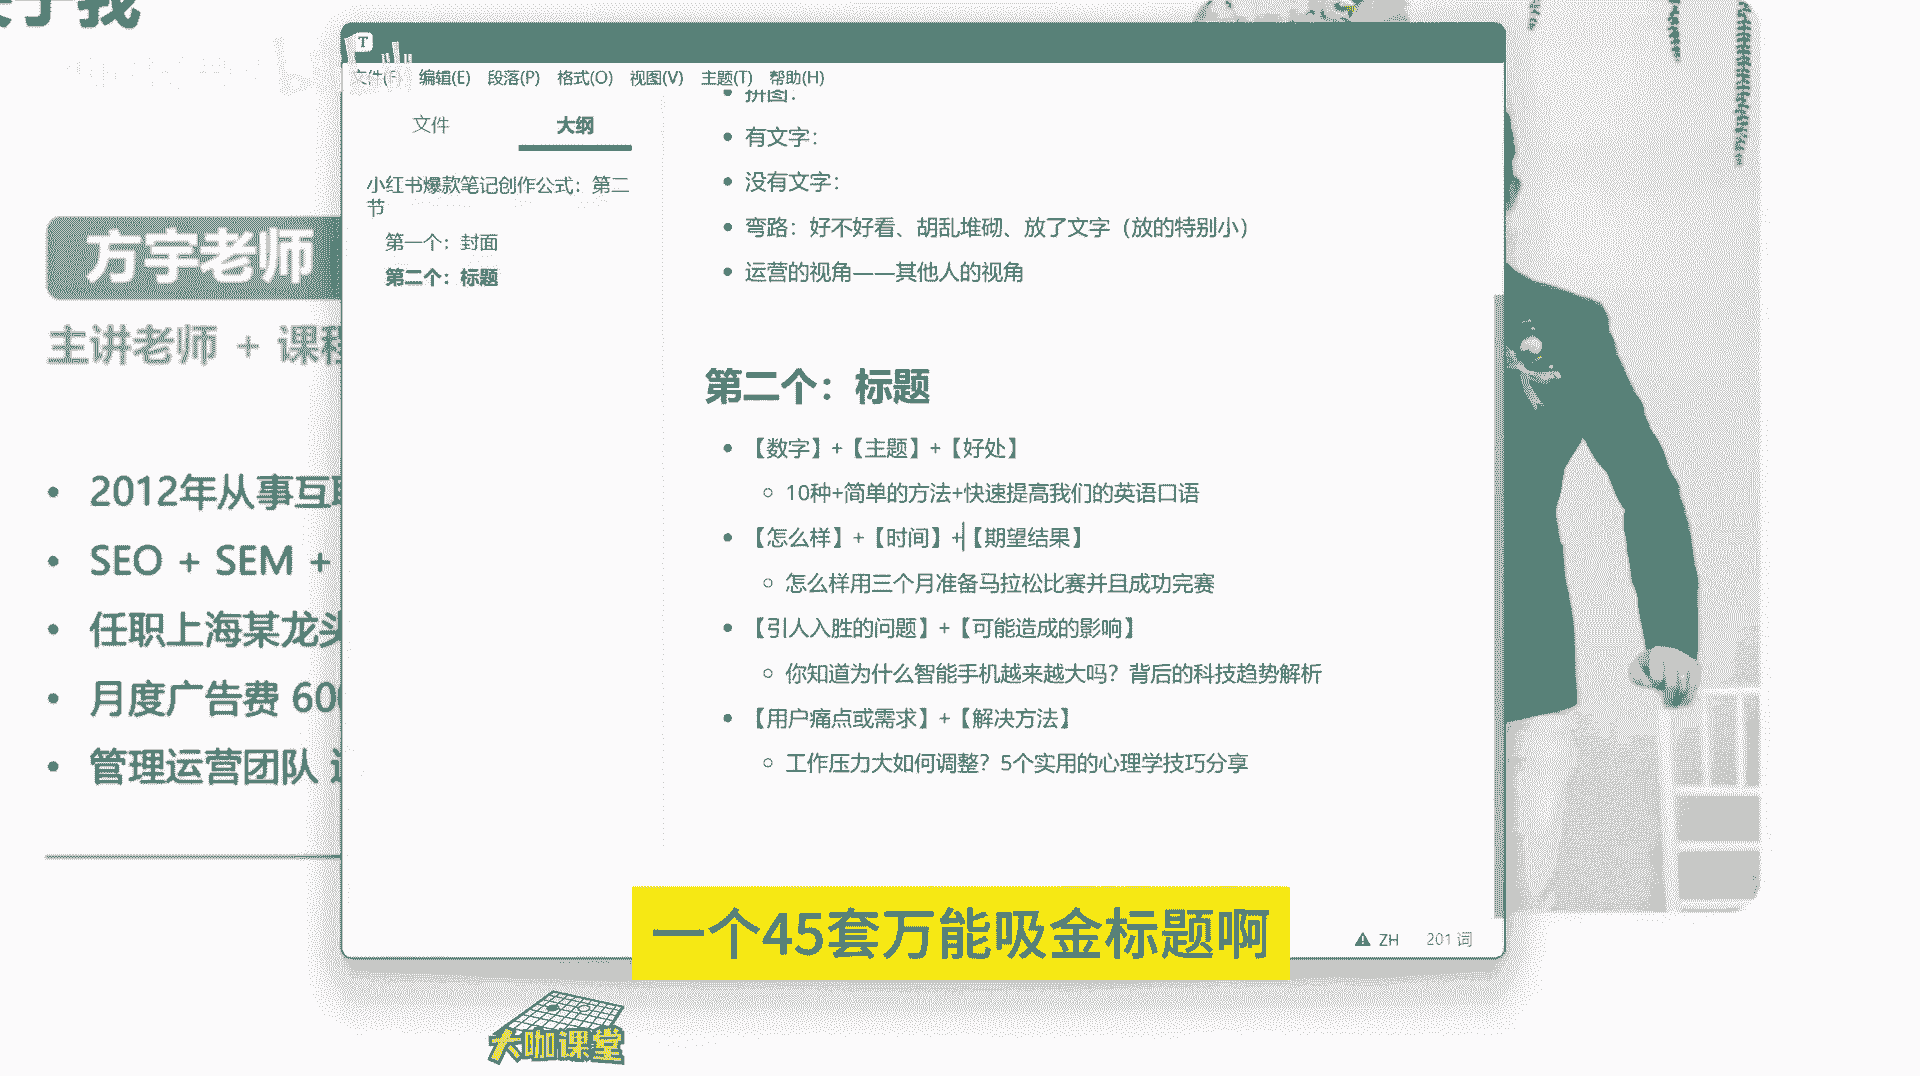 方宇老师
主讲老师 + 课程
2012年从事互联
SEO + SEM +
任职上海某龙头
月度广告费 600
管理运营团队
T
文件(F) 编辑(E) 段落(P) 格式(O) 视图(V) 主题(T) 帮助(H)
文件 大纲
小红书爆款笔记创作公式：第二
节
第一个：封面
第二个：标题
拼图：
有文字：
没有文字：
弯路：好不好看、胡乱堆砌、放了文字（放的特别小）
运营的视角——其他人的视角
第二个：标题
【数字】+【主题】+【好处】
10种+简单的方法+快速提高我们的英语口语
【怎么样】+【时间】+【期望结果】
怎么样用三个月准备马拉松比赛并且成功完赛
【引人入胜的问题】+【可能造成的影响】
你知道为什么智能手机越来越大吗？背后的科技趋势解析
【用户痛点或需求】+【解决方法】
工作压力大如何调整？5个实用的心理学技巧分享
ZH 201 词
一个45套万能吸金标题啊
大咖课堂